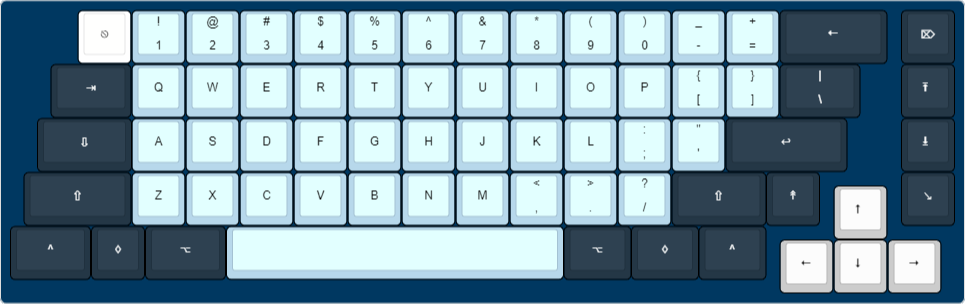 ⎋ ! @ # $ % ^ & * ( ) _ + ← ⌦
1 2 3 4 5 6 7 8 9 0 - =
⇥ Q W E R T Y U I O P { } | ⤒
[ ] \
⇩ A S D F G H J K L : " ↩ ⤓
; '
⇧ Z X C V B N M < > ? ⇧ ↟ ↑ ↘
, . /
^ ◊ ⌥ ⌥ ◊ ^ ← ↓ →